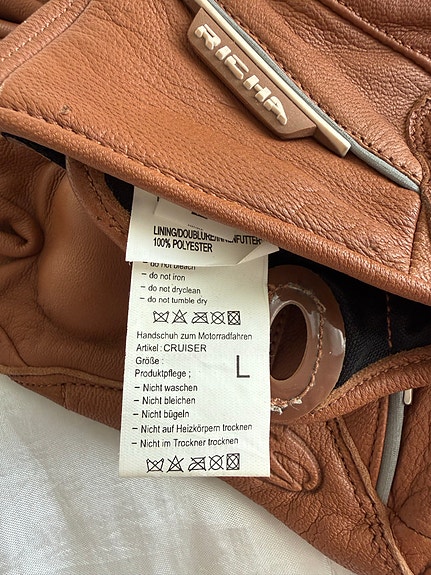 RICHA
LINING/DOUBLURE/INNENFUTTER
100% POLYESTER
- do not bleach
- do not iron
- do not dryclean
- do not tumble dry
Handschuh zum Motorradfahren
Artikel: CRUISER
Größe : L
Produktpflege ;
- Nicht waschen
- Nicht bleichen
- Nicht bügeln
- Nicht auf Heizkörpern trocknen
- Nicht im Trockner trocknen